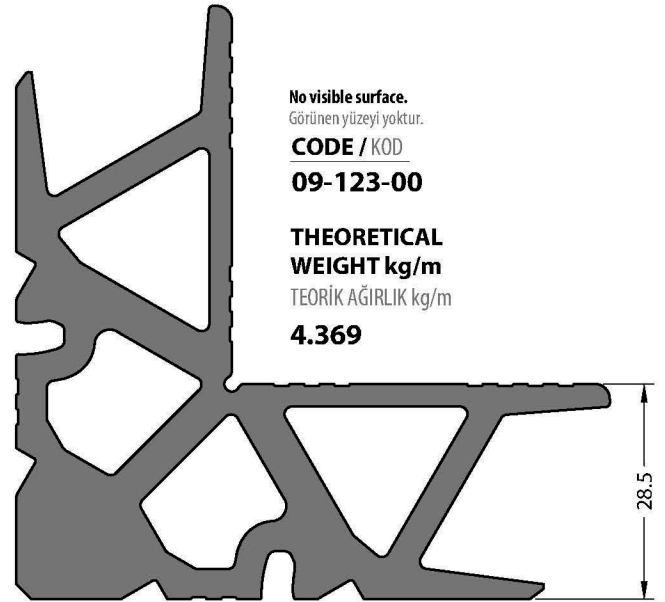 No visible surface.
Görünen yüzeyi yoktur.
CODE / KOD
09-123-00
THEORETICAL
WEIGHT kg/m
TEORİK AĞIRLIK kg/m
4.369
28.5